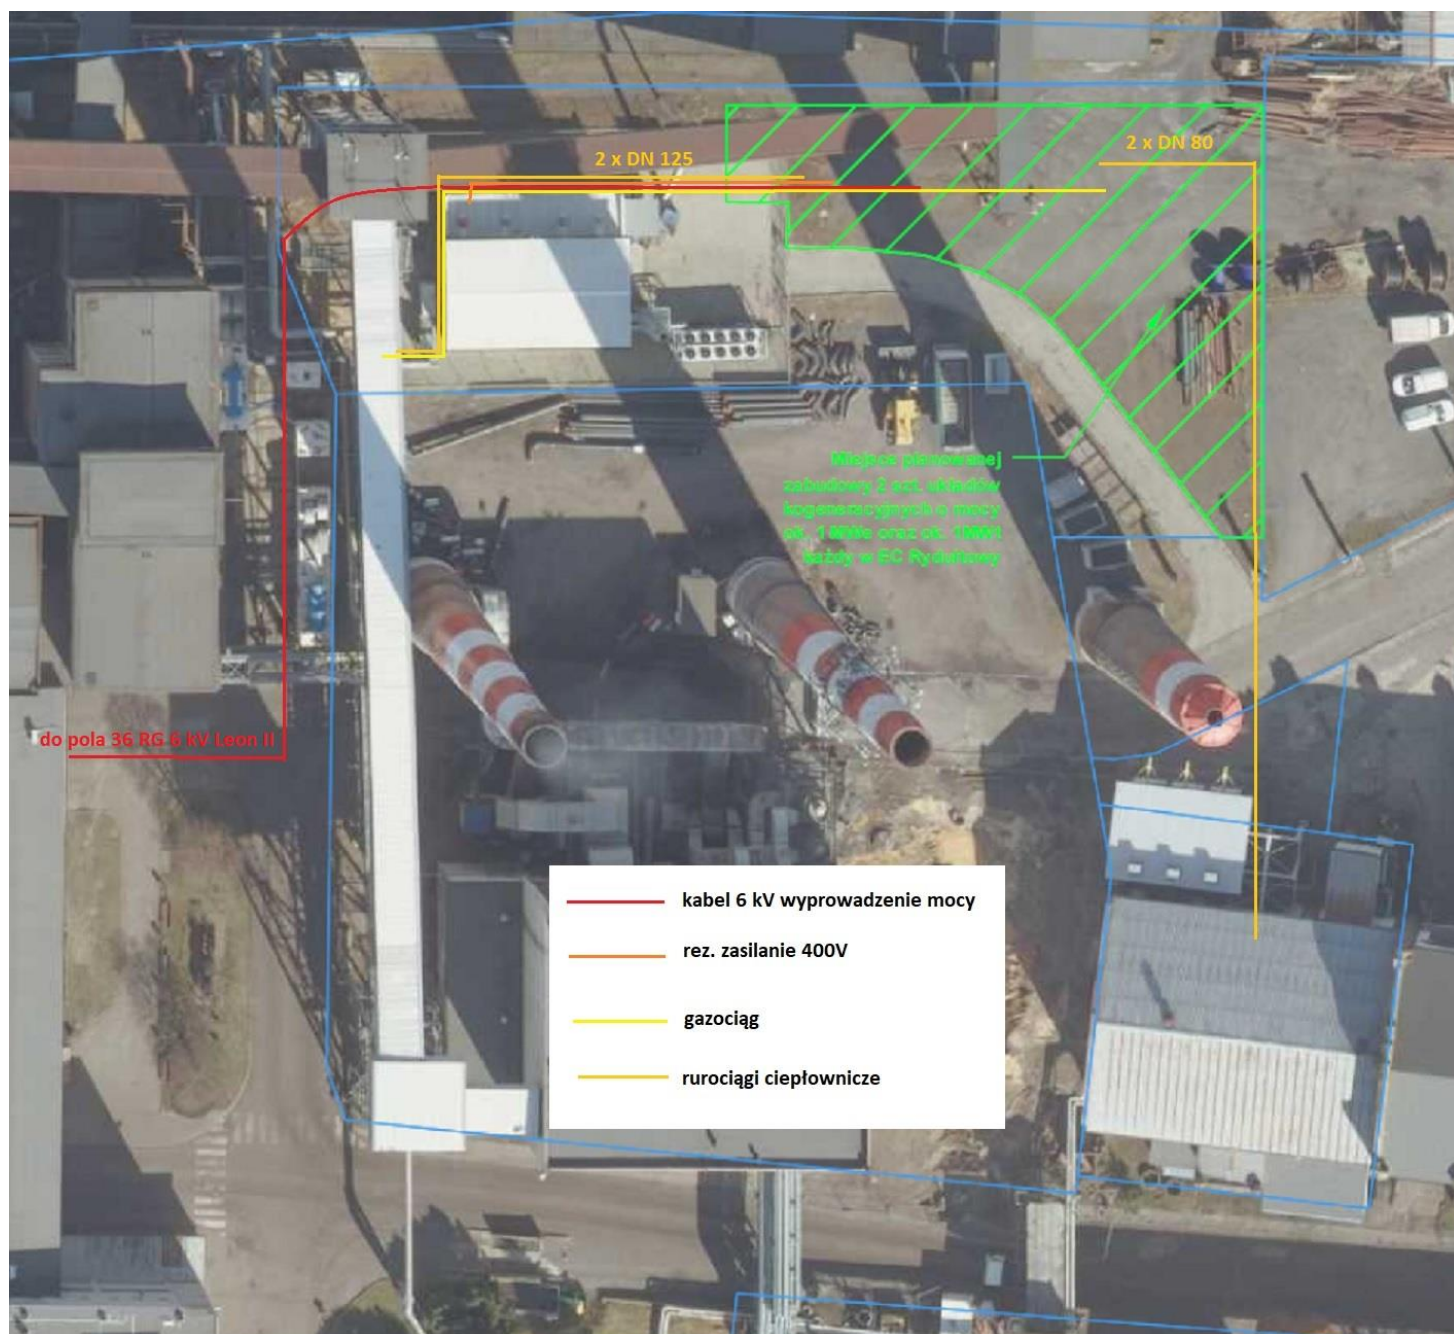 2 x DN 125
2 x DN 80
Miejsce planowanej
zabudowy 2 szt. układów
kogeneracyjnych o mocy
ok. 1MWe oraz ok. 1MWt
każdy w EC Rydułtowy
do pola 36 RG 6 kV Leon II
kabel 6 kV wyprowadzenie mocy
rez. zasilanie 400V
gazociąg
rurociągi ciepłownicze